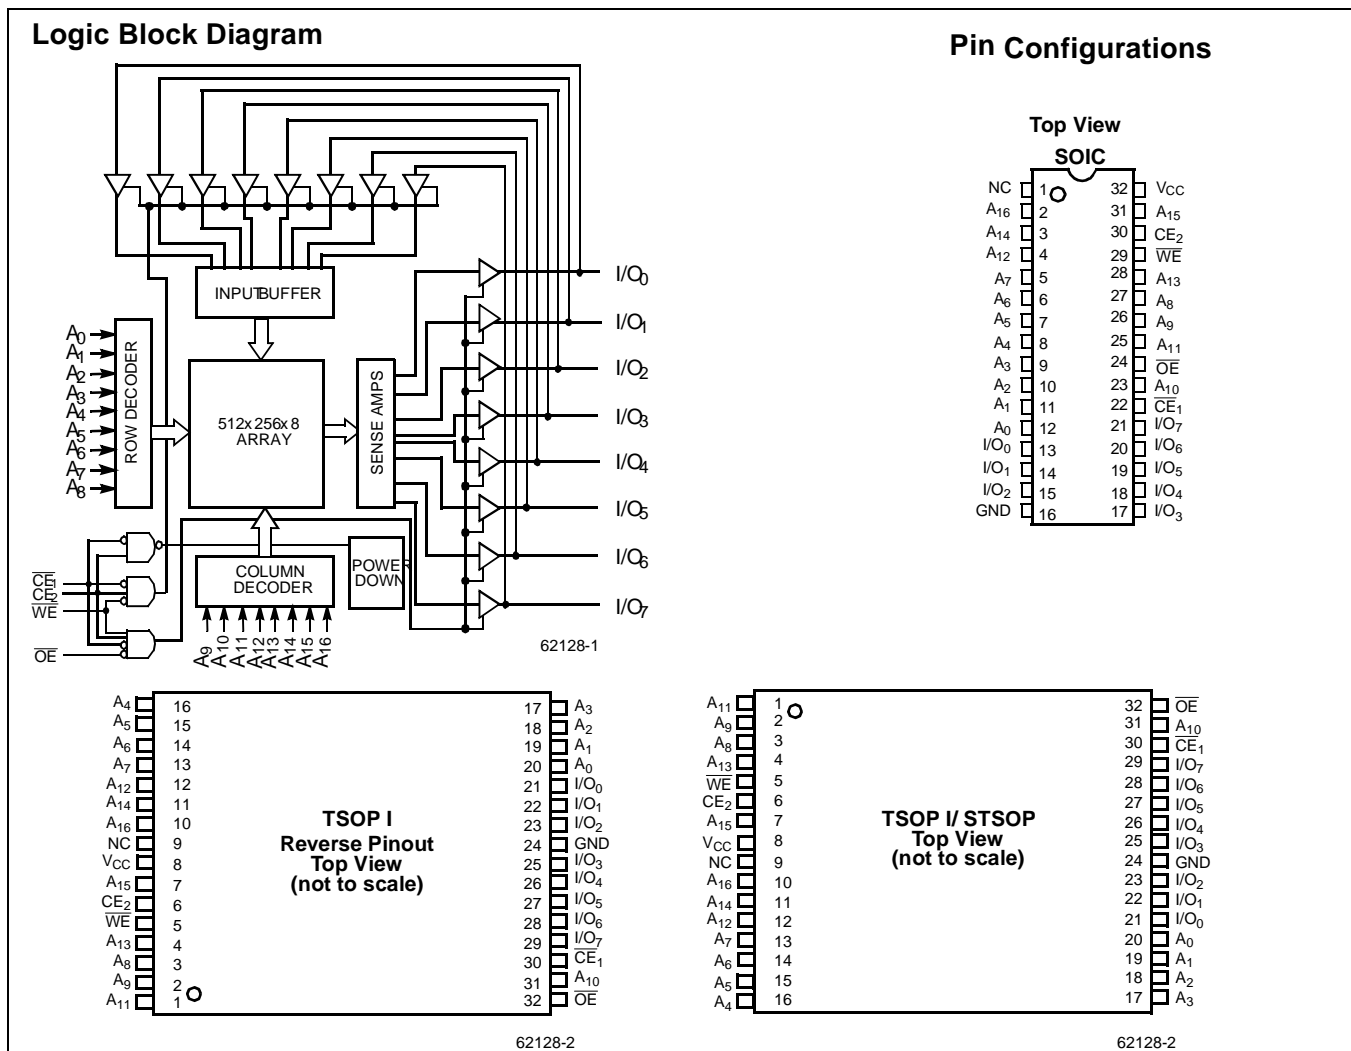 Logic Block Diagram
Pin Configurations
INPUT BUFFER
ROW DECODER
A0
A1
A2
A3
A4
A5
A6
A7
A8
512x256x8
ARRAY
SENSE AMPS
COLUMN
DECODER
POWER
DOWN
CE1
CE2
WE
OE
A9
A10
A11
A12
A13
A14
A15
A16
I/O0
I/O1
I/O2
I/O3
I/O4
I/O5
I/O6
I/O7
62128-1
Top View
SOIC
NC 1 32 VCC
A16 2 31 A15
A14 3 30 CE2
A12 4 29 WE
A7 5 28 A13
A6 6 27 A8
A5 7 26 A9
A4 8 25 A11
A3 9 24 OE
A2 10 23 A10
A1 11 22 CE1
A0 12 21 I/O7
I/O0 13 20 I/O6
I/O1 14 19 I/O5
I/O2 15 18 I/O4
GND 16 17 I/O3
A4 16 17 A3
A5 15 18 A2
A6 14 19 A1
A7 13 20 A0
A12 12 21 I/O0
A14 11 22 I/O1
A16 10 23 I/O2
NC 9 24 GND
VCC 8 25 I/O3
A15 7 26 I/O4
CE2 6 27 I/O5
WE 5 28 I/O6
A13 4 29 I/O7
A8 3 30 CE1
A9 2 31 A10
A11 1 32 OE
TSOP I
Reverse Pinout
Top View
(not to scale)
62128-2
A11 1 32 OE
A9 2 31 A10
A8 3 30 CE1
A13 4 29 I/O7
WE 5 28 I/O6
CE2 6 27 I/O5
A15 7 26 I/O4
VCC 8 25 I/O3
NC 9 24 GND
A16 10 23 I/O2
A14 11 22 I/O1
A12 12 21 I/O0
A7 13 20 A0
A6 14 19 A1
A5 15 18 A2
A4 16 17 A3
TSOP I/ STSOP
Top View
(not to scale)
62128-2